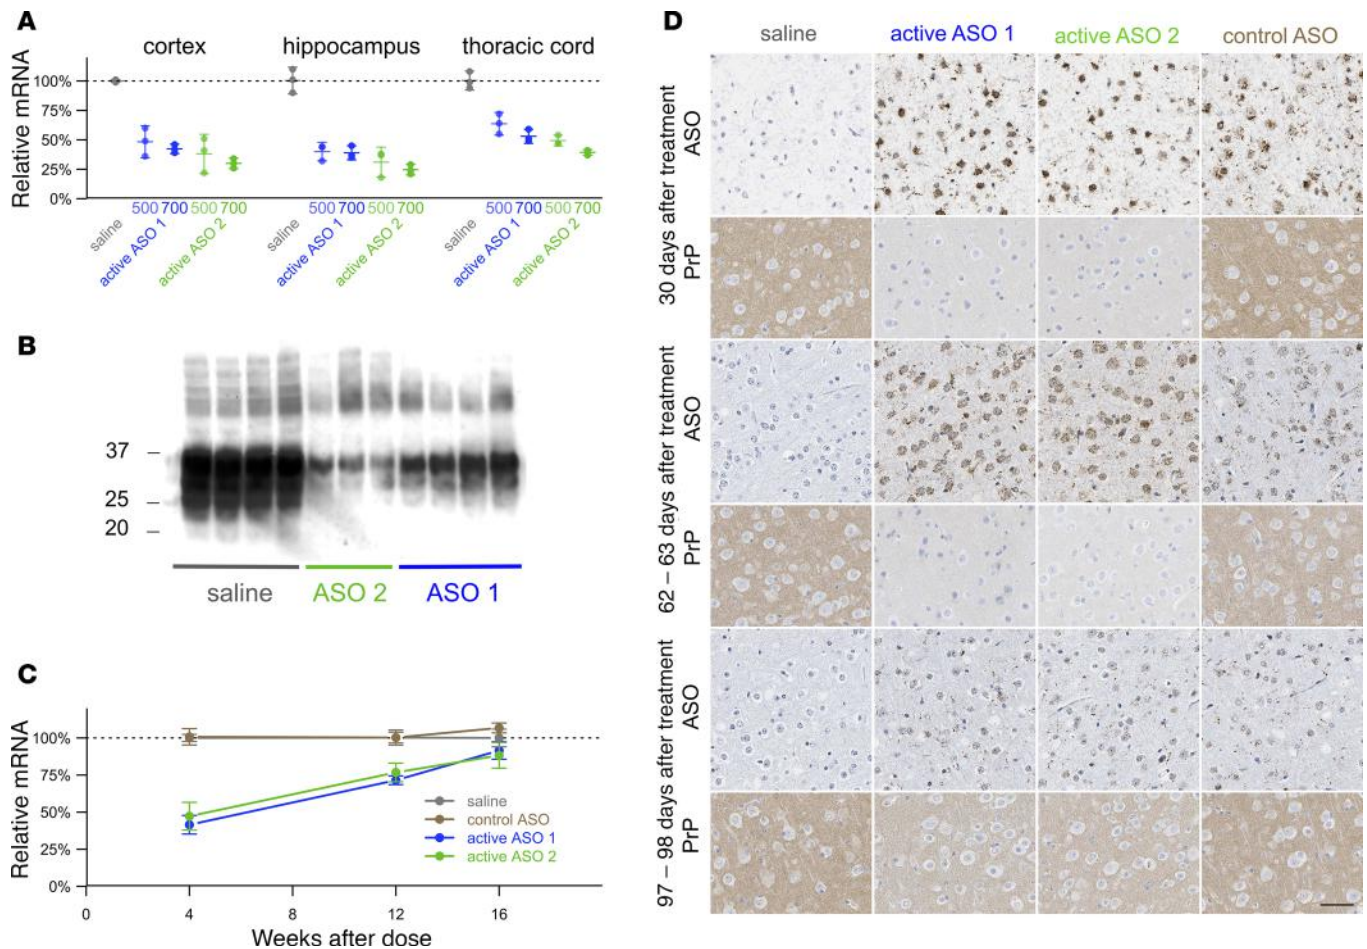 A
cortex hippocampus thoracic cord
Relative mRNA
100%
75%
50%
25%
0%
500 700 500 700 500 700 500 700 500 700 500 700
saline active ASO 1 active ASO 2 saline active ASO 1 active ASO 2 saline active ASO 1 active ASO 2
B
37
25
20
saline ASO 2 ASO 1
C
Relative mRNA
100%
75%
50%
25%
0%
saline
control ASO
active ASO 1
active ASO 2
0 4 8 12 16
Weeks after dose
D
saline active ASO 1 active ASO 2 control ASO
30 days after treatment
ASO
PrP
62 – 63 days after treatment
ASO
PrP
97 – 98 days after treatment
ASO
PrP